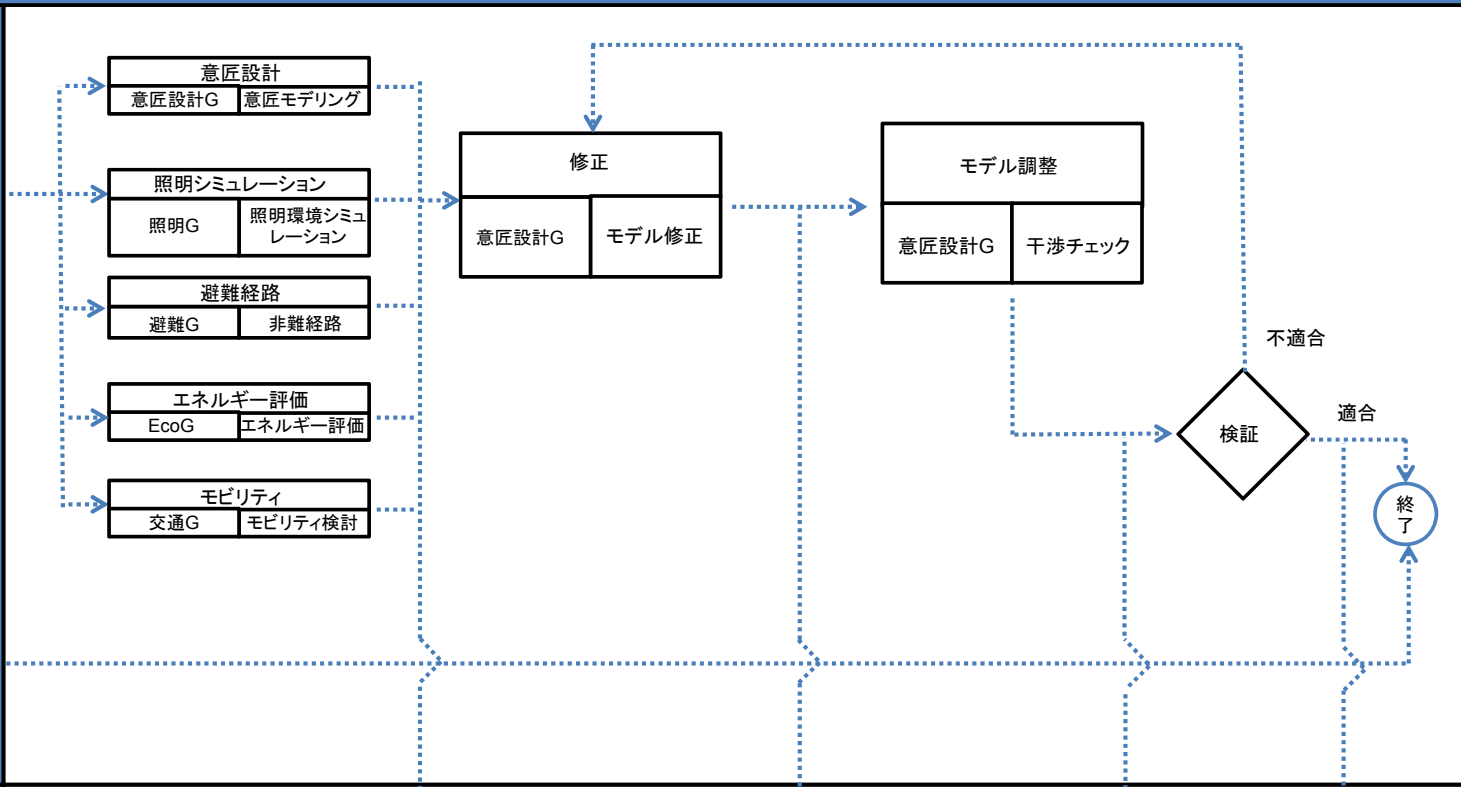 意匠設計
意匠設計G
意匠モデリング
照明シミュレーション
照明G
照明環境シミュ
レーション
避難経路
避難G
非難経路
エネルギー評価
EcoG
エネルギー評価
モビリティ
交通G
モビリティ検討
修正
意匠設計G
モデル修正
モデル調整
意匠設計G
干渉チェック
不適合
検証
適合
終
了